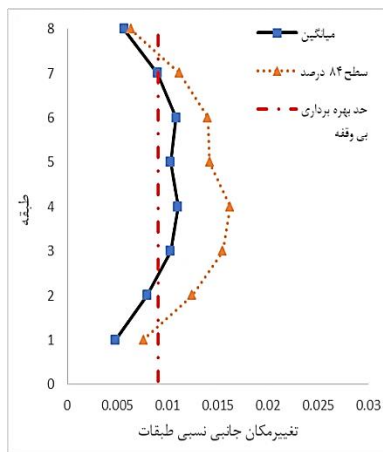 میانگین
سطح ۸۴ درصد
حد بهره برداری
بی وقفه
8
7
6
5
4
3
2
1
0
طبقه
0 0.005 0.01 0.015 0.02 0.025 0.03
تغییرمکان جانبی نسبی طبقات